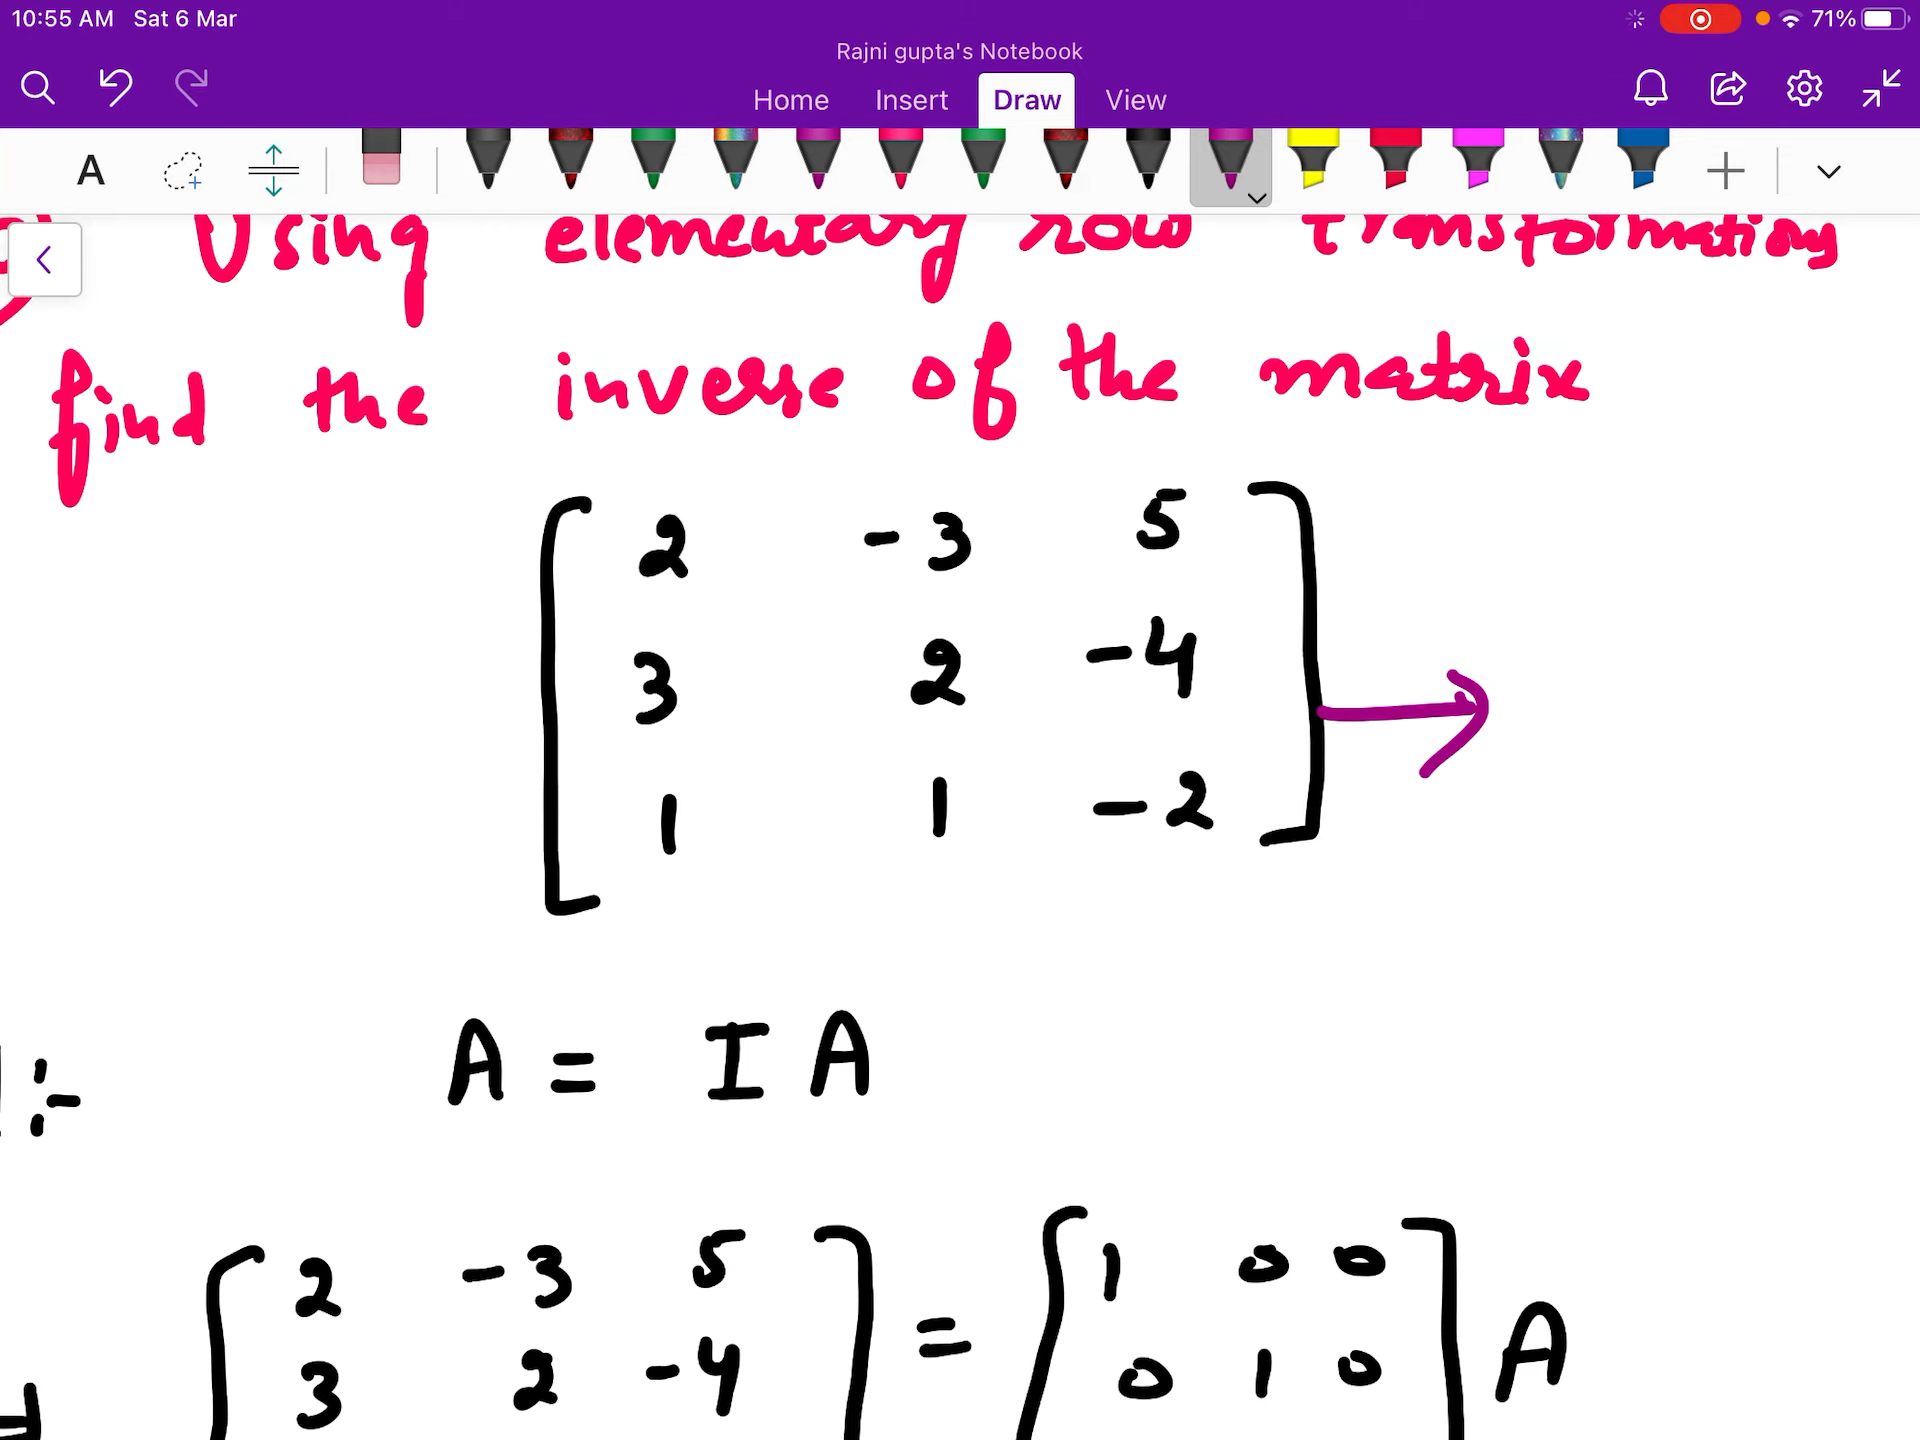 10:55 AM Sat 6 Mar
71%
Rajni gupta's Notebook
Home Insert Draw View
A
Using elementary row transformations
find the inverse of the matrix
2 -3 5
3 2 -4
1 1 -2
:- A = I A
2 -3 5 = 1 0 0
3 2 -4 0 1 0 A